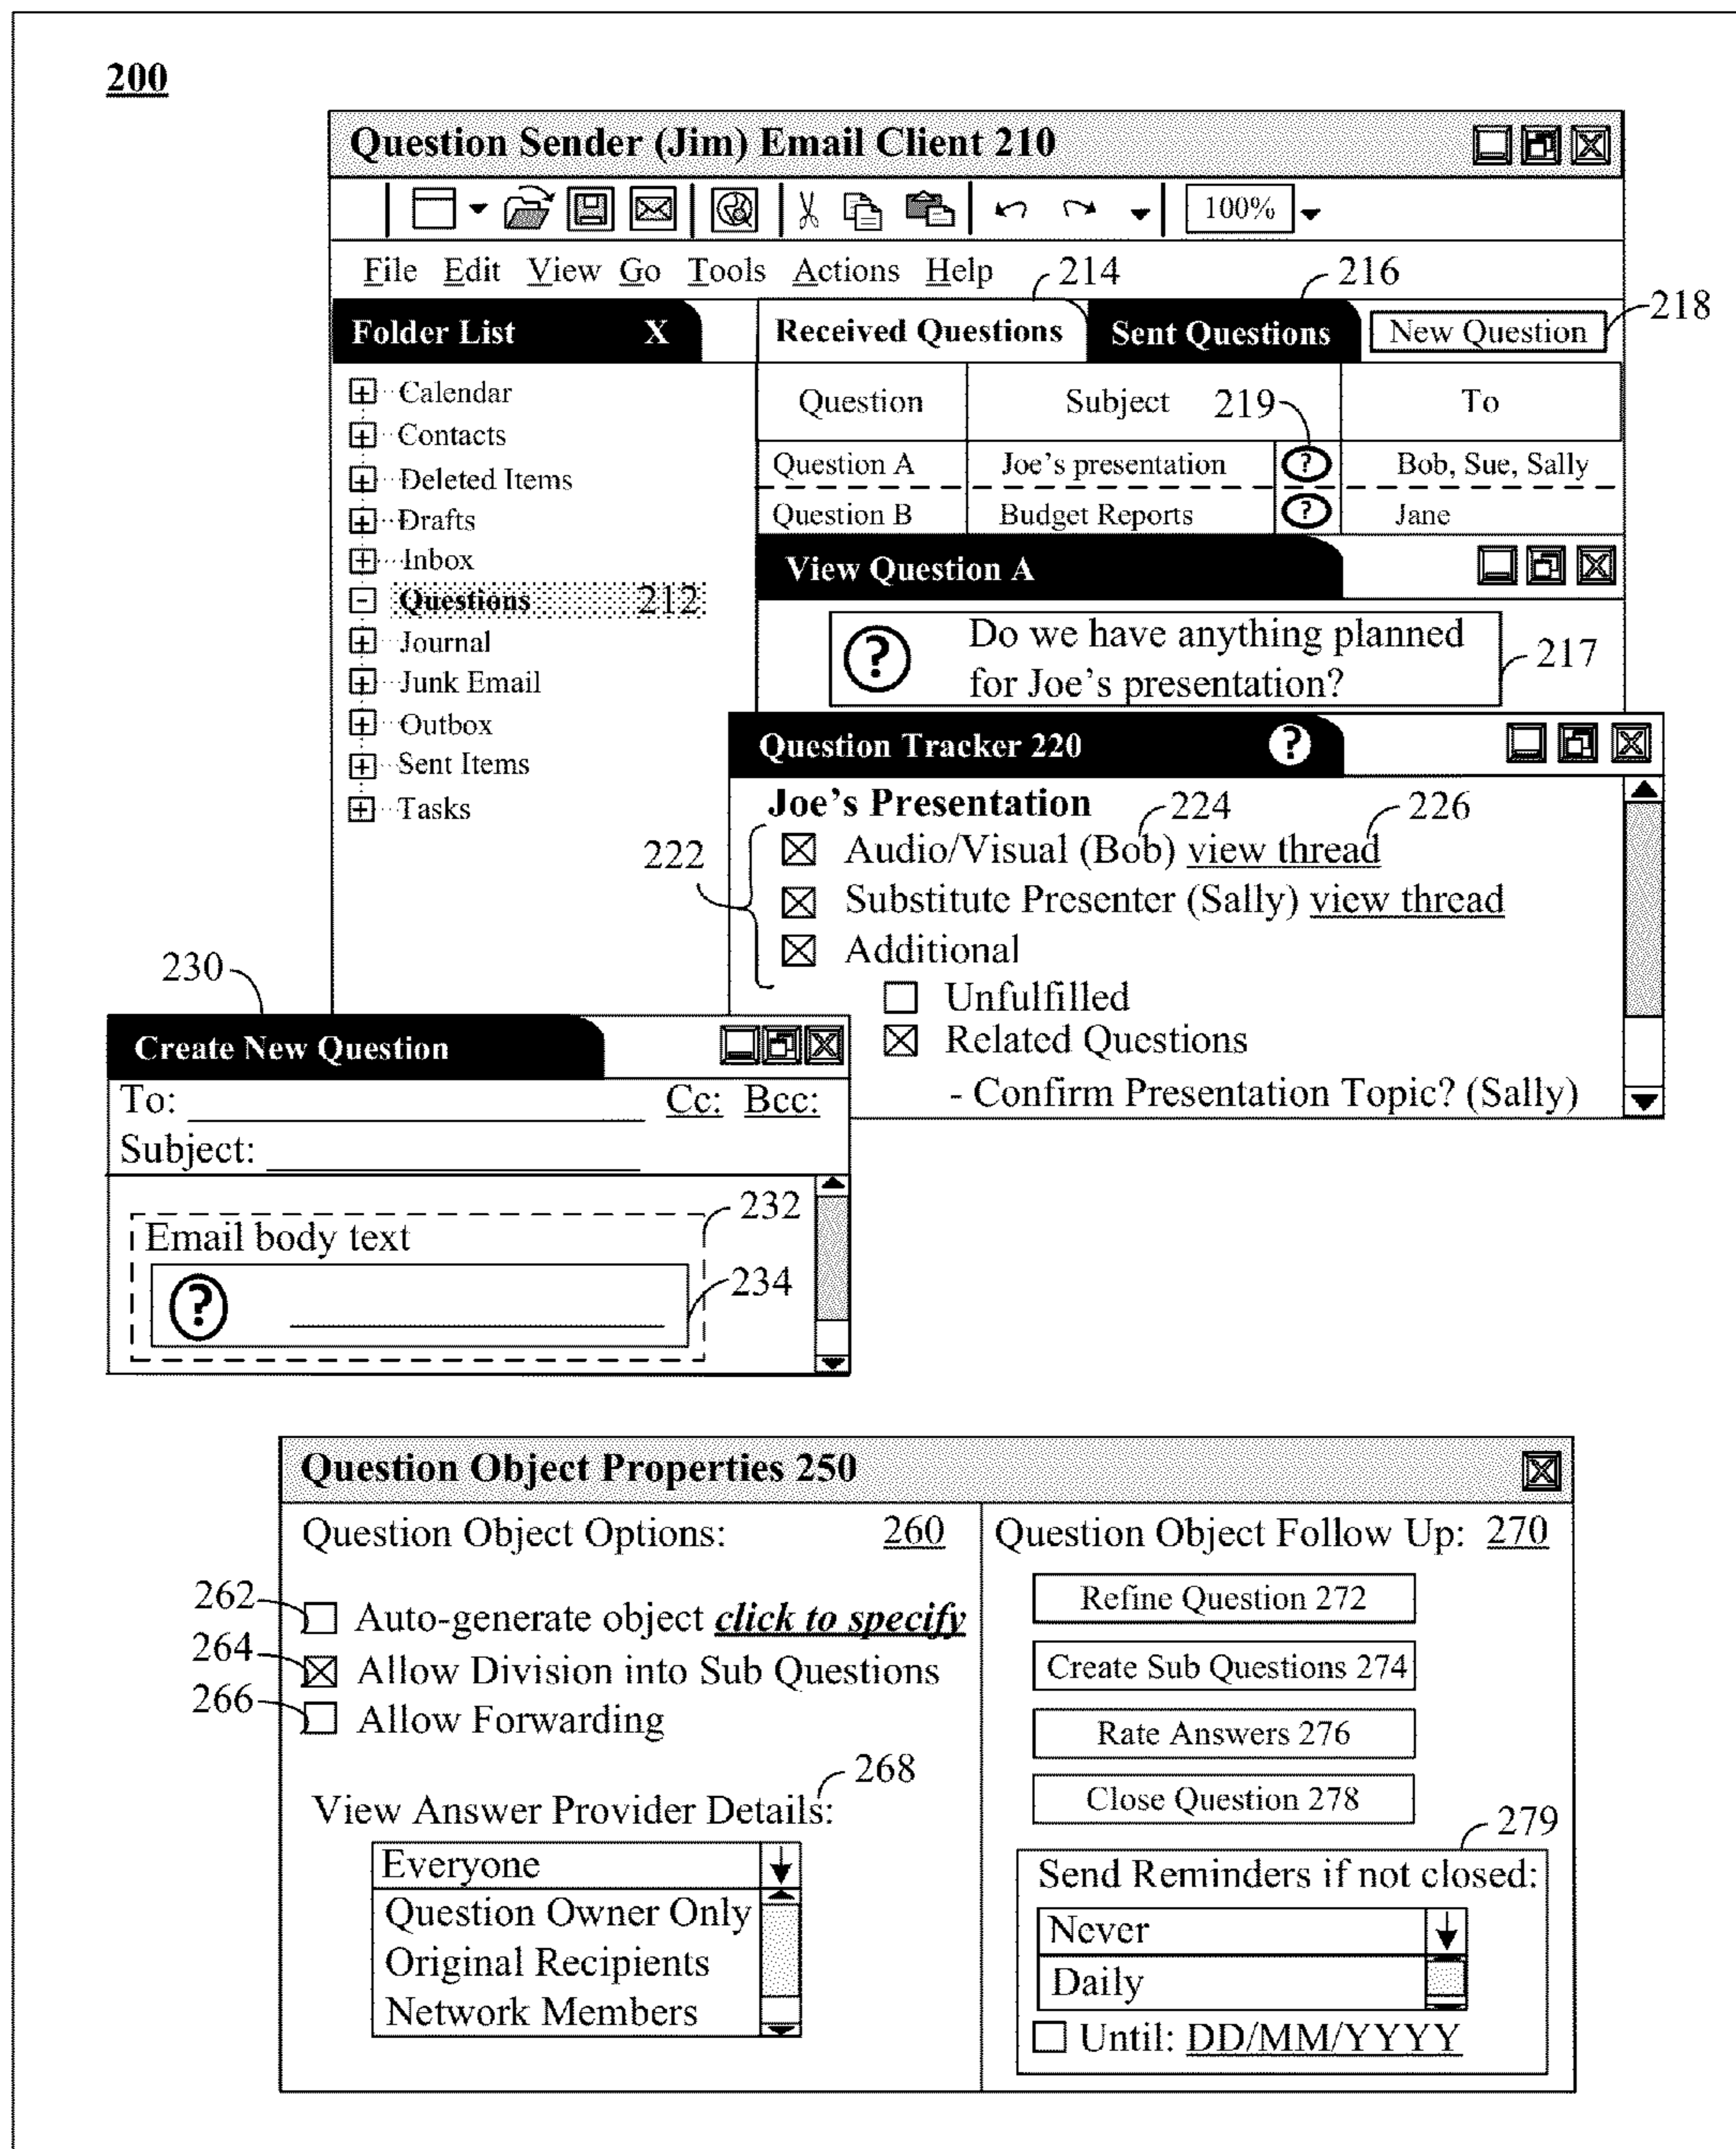 200
Question Sender (Jim) Email Client 210
100%
File Edit View Go Tools Actions Help
214
216
218
Folder List X
Received Questions
Sent Questions
New Question
Question
Subject
219
To
Question A
Joe's presentation
?
Bob, Sue, Sally
Question B
Budget Reports
?
Jane
Calendar
Contacts
Deleted Items
Drafts
Inbox
Questions 212
Journal
Junk Email
Outbox
Sent Items
Tasks
View Question A
? Do we have anything planned
for Joe's presentation?
217
Question Tracker 220 ?
Joe's Presentation
224
226
222
Audio/Visual (Bob) view thread
Substitute Presenter (Sally) view thread
Additional
Unfulfilled
Related Questions
- Confirm Presentation Topic? (Sally)
230
Create New Question
To: Cc: Bcc:
Subject:
232
Email body text
234
?
Question Object Properties 250
Question Object Options: 260
262
Auto-generate object click to specify
264
Allow Division into Sub Questions
266
Allow Forwarding
268
View Answer Provider Details:
Everyone
Question Owner Only
Original Recipients
Network Members
Question Object Follow Up: 270
Refine Question 272
Create Sub Questions 274
Rate Answers 276
Close Question 278
279
Send Reminders if not closed:
Never
Daily
Until: DD/MM/YYYY